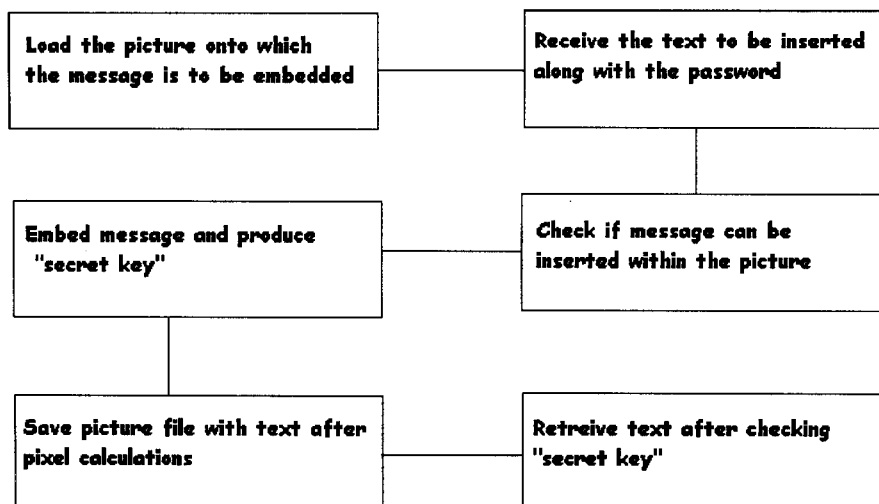 Load the picture onto which
the message is to be embedded
Receive the text to be inserted
along with the password
Check if message can be
inserted within the picture
Embed message and produce
"secret key"
Save picture file with text after
pixel calculations
Retreive text after checking
"secret key"